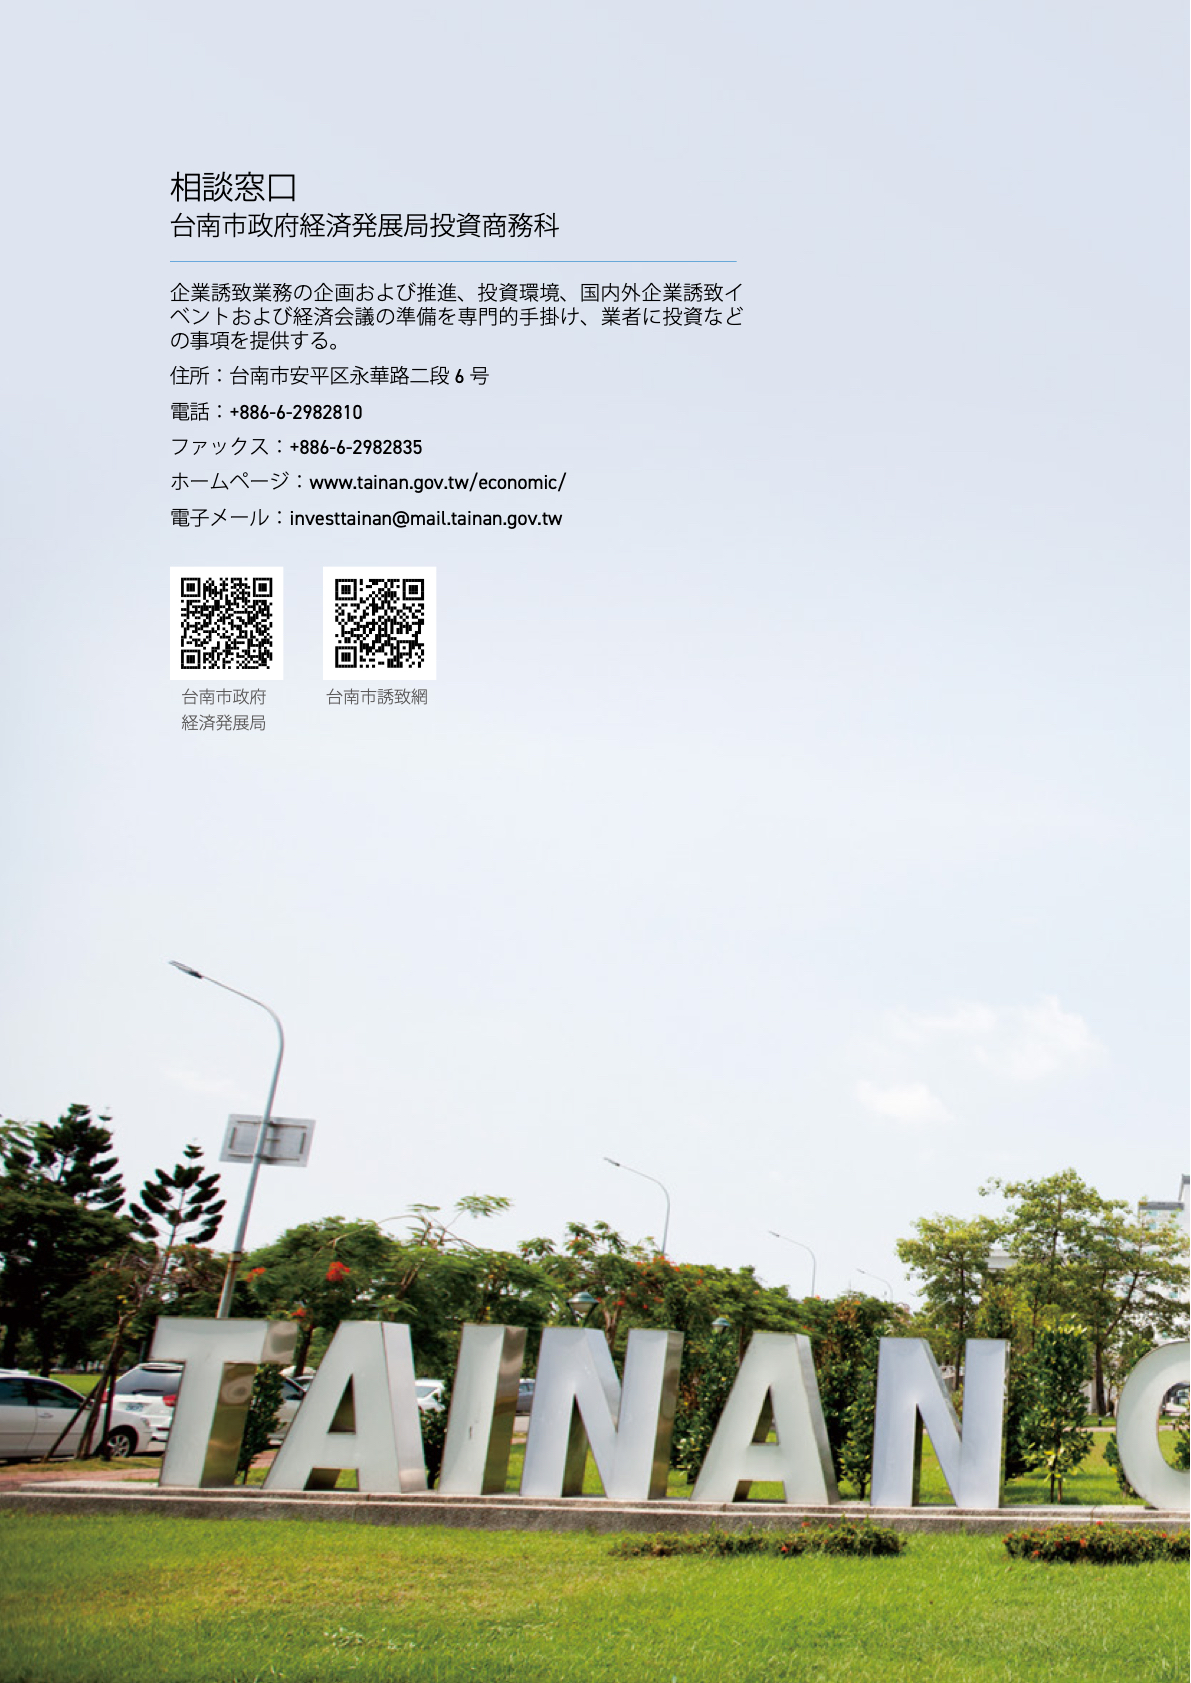 相談窓口
台南市政府経済発展局投資商務科
企業誘致業務の企画および推進、投資環境、国内外企業誘致イ
ベントおよび経済会議の準備を専門的手掛け、業者に投資など
の事項を提供する。
住所：台南市安平区永華路二段 6 号
電話：+886-6-2982810
ファックス：+886-6-2982835
ホームページ：www.tainan.gov.tw/economic/
電子メール：investtainan@mail.tainan.gov.tw
台南市政府
経済発展局
台南市誘致網
TAINAN C